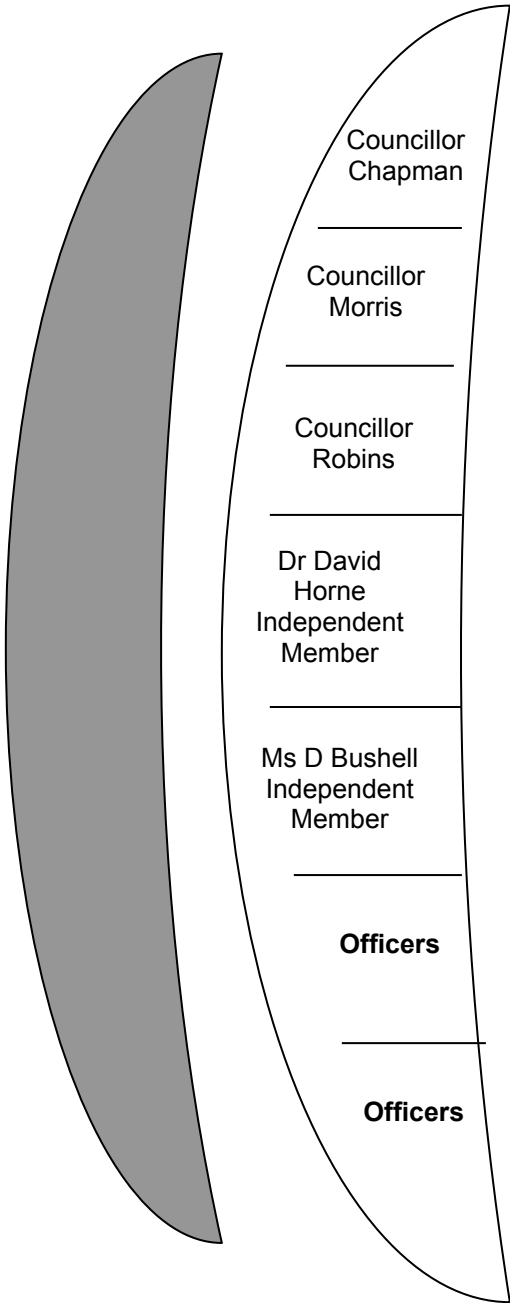 Councillor
Chapman
Councillor
Morris
Councillor
Robins
Dr David
Horne
Independent
Member
Ms D Bushell
Independent
Member
Officers
Officers